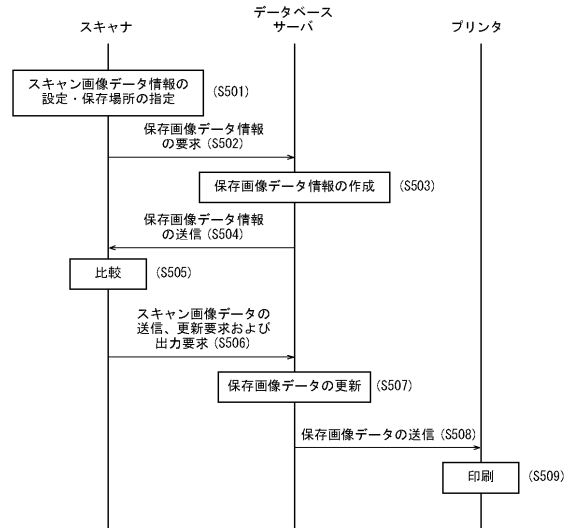 スキャナ
データベース
サーバ
プリンタ
スキャン画像データ情報の
設定・保存場所の指定
(S501)
保存画像データ情報
の要求 (S502)
保存画像データ情報の作成
(S503)
保存画像データ情報
の送信 (S504)
比較
(S505)
スキャン画像データの
送信、更新要求および
出力要求 (S506)
保存画像データの更新
(S507)
保存画像データの送信 (S508)
印刷
(S509)